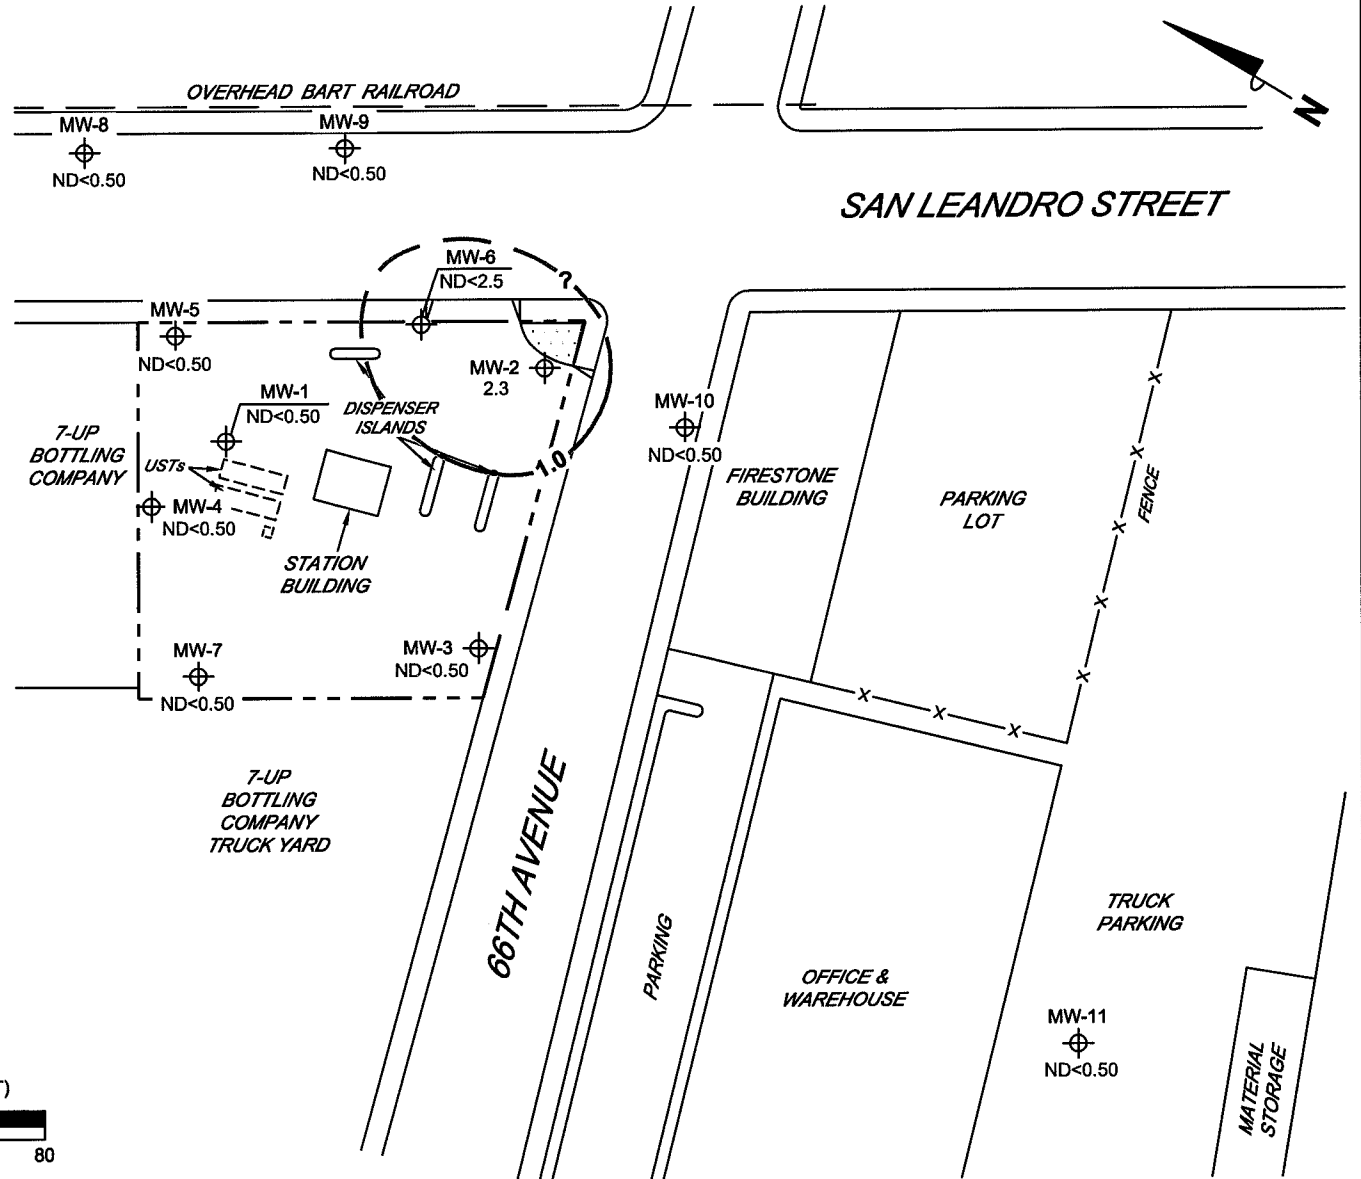 OVERHEAD BART RAILROAD
MW-8
ND<0.50
MW-9
ND<0.50
N
SAN LEANDRO STREET
MW-6
ND<2.5
?
MW-5
ND<0.50
MW-2
2.3
MW-1
ND<0.50
DISPENSER
ISLANDS
MW-10
ND<0.50
7-UP
BOTTLING
COMPANY
USTs
1.0
MW-4
ND<0.50
STATION
BUILDING
FIRESTONE
BUILDING
PARKING
LOT
X
X
X
X
X
FENCE
MW-7
ND<0.50
MW-3
ND<0.50
X
X
X
7-UP
BOTTLING
COMPANY
TRUCK YARD
66TH AVENUE
PARKING
OFFICE &
WAREHOUSE
TRUCK
PARKING
MW-11
ND<0.50
MATERIAL
STORAGE
80